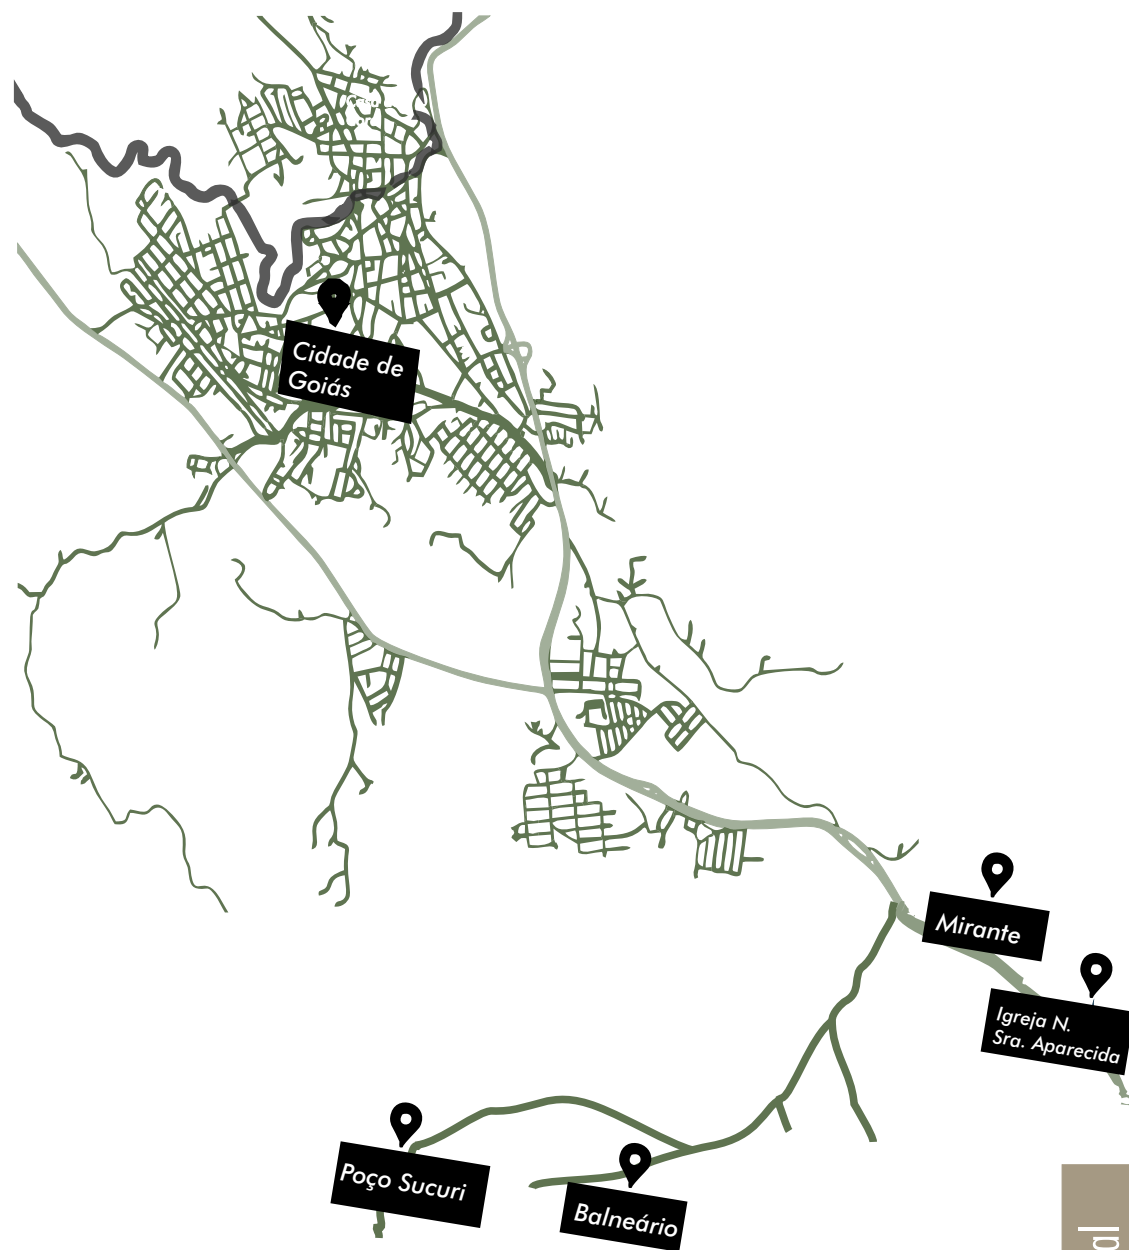 Cidade de
Goiás
Mirante
Igreja N.
Sra. Aparecida
Poço Sucuri
Balneário